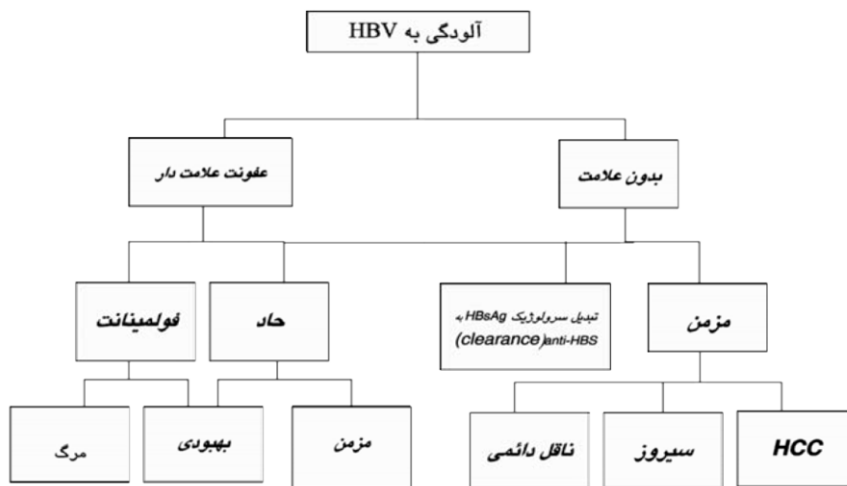 آلودگی به HBV
بدون علامت
عفونت علامت دار
مزمن
تبدیل سرولوژیک HBsAg به
anti-HBS(clearance)
حاد
فولمینانت
HCC
سیروز
ناقل دائمی
مزمن
بهبودی
مرگ